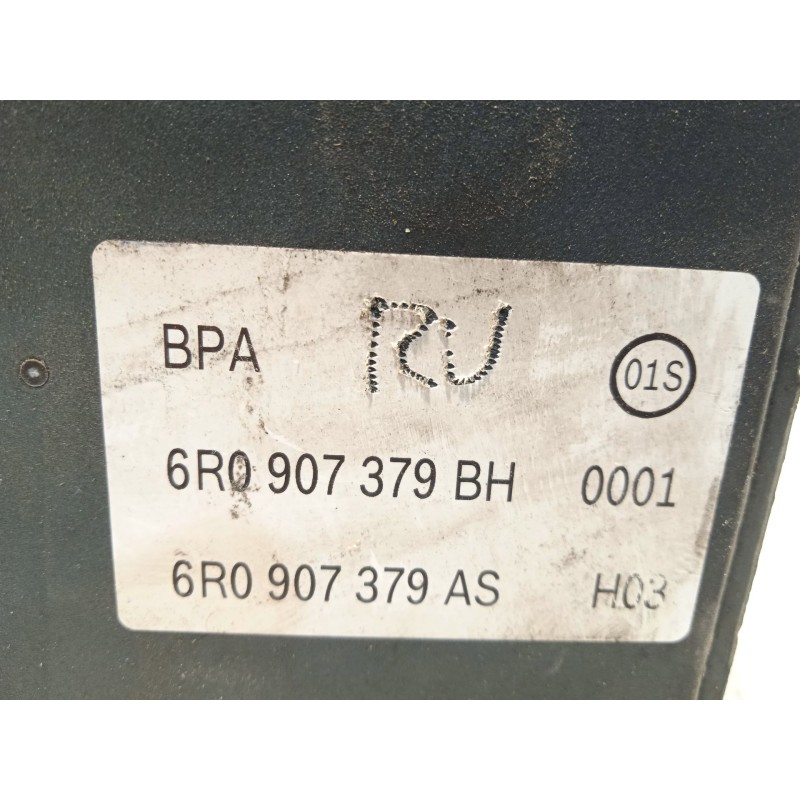 BPA RU 01S
6R0 907 379 BH 0001
6R0 907 379 AS H03